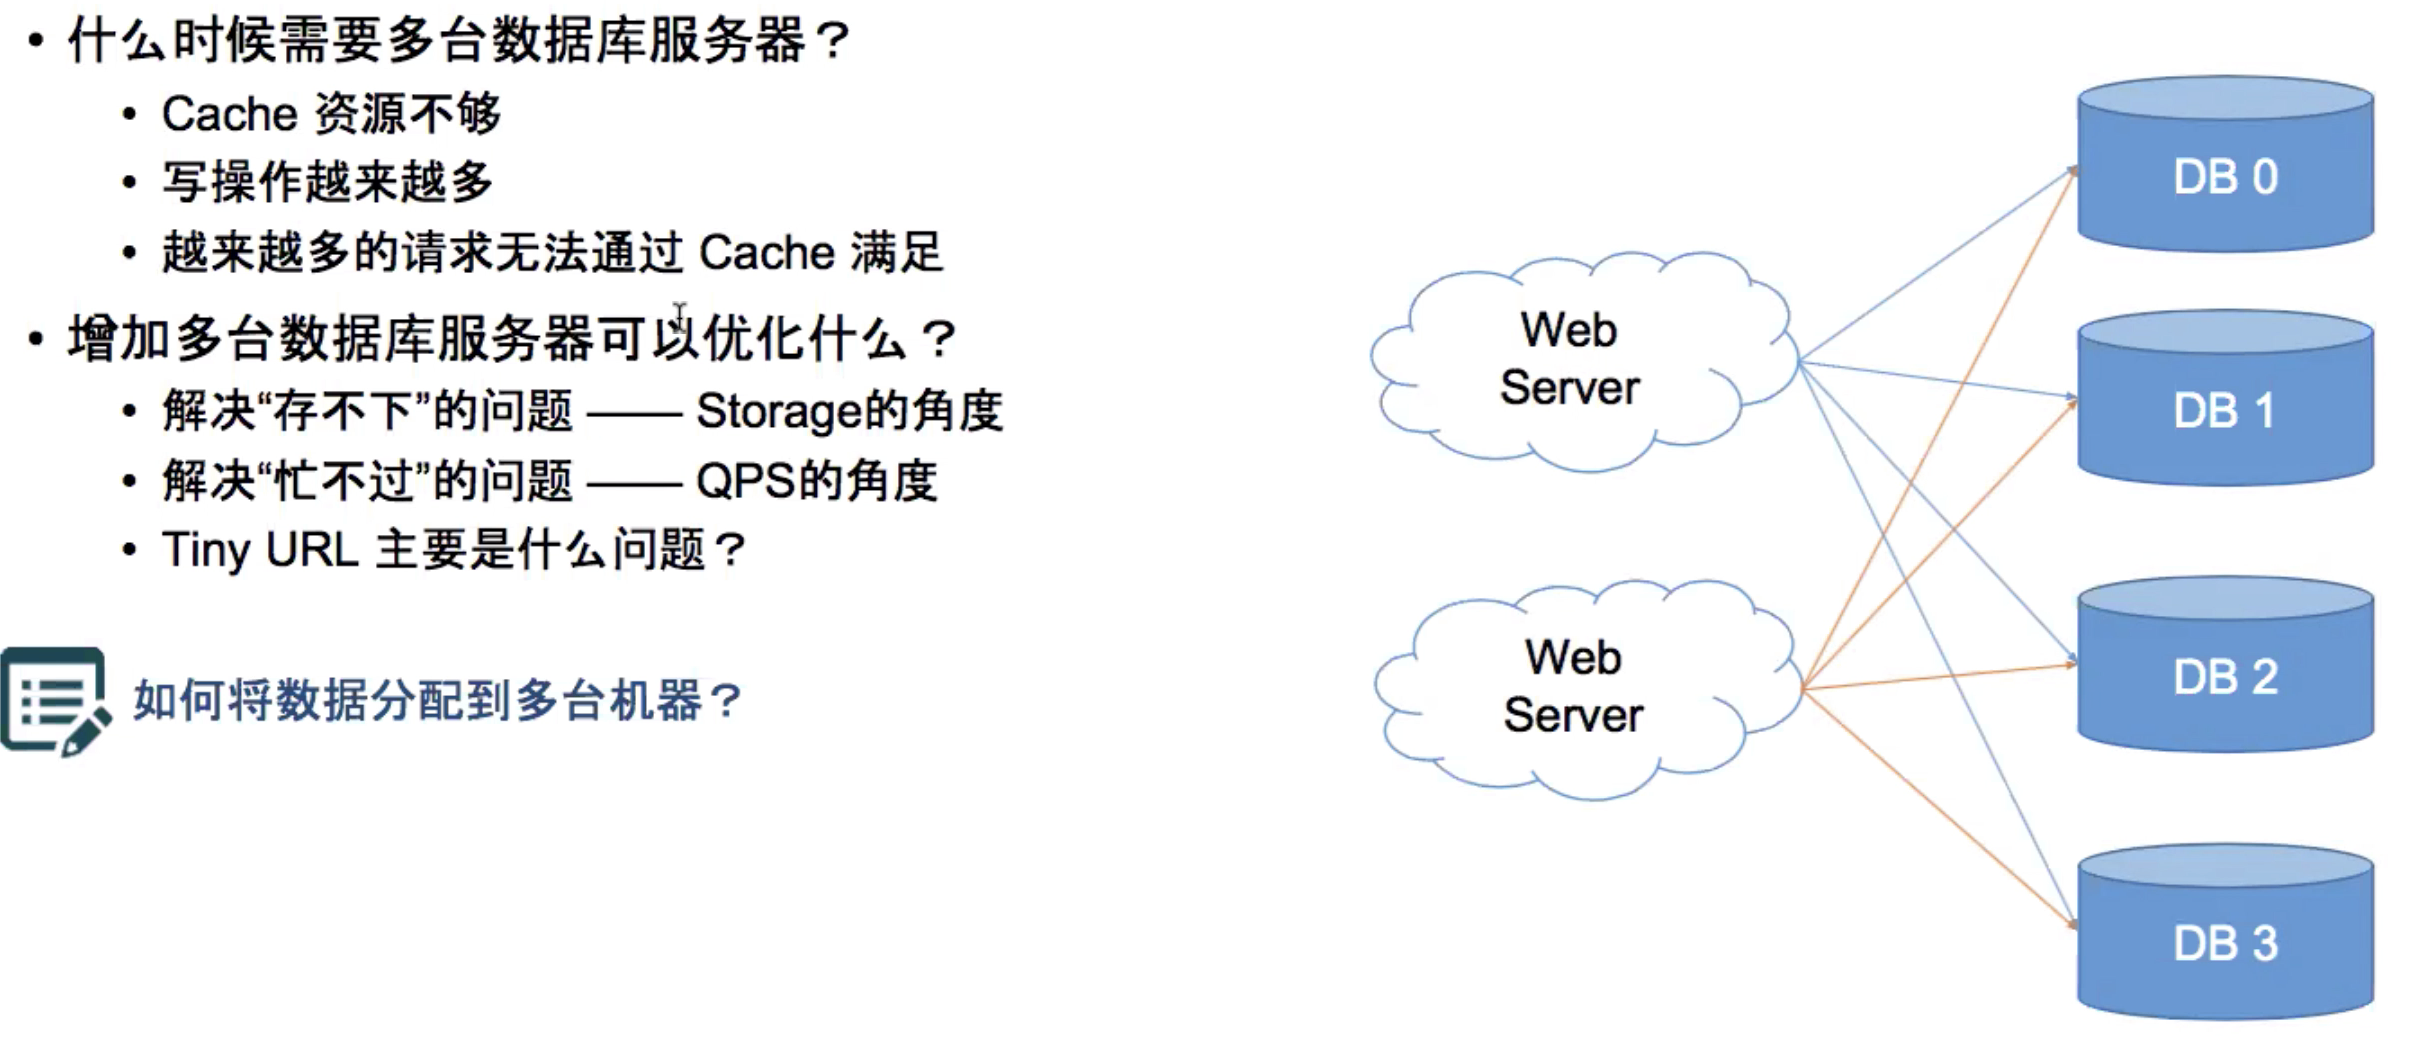 • 什么时候需要多台数据库服务器？
• Cache 资源不够
• 写操作越来越多
• 越来越多的请求无法通过 Cache 满足
• 增加多台数据库服务器可以优化什么？
• 解决“存不下”的问题 —— Storage的角度
• 解决“忙不过”的问题 —— QPS的角度
• Tiny URL 主要是什么问题？
如何将数据分配到多台机器？
Web
Server
Web
Server
DB 0
DB 1
DB 2
DB 3